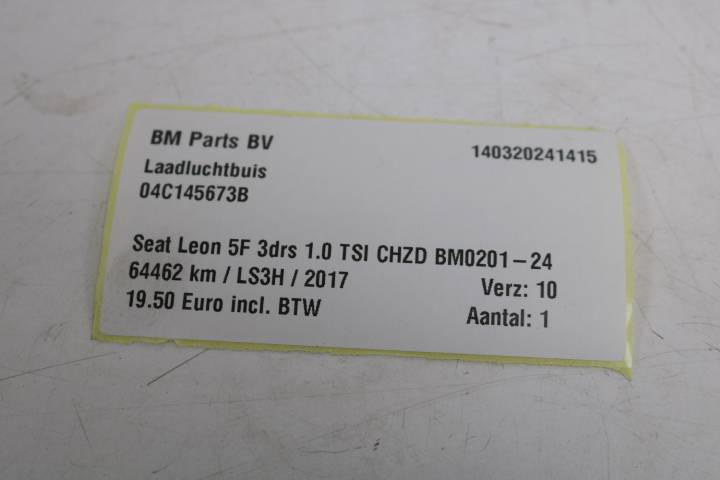 BM Parts BV 140320241415
Laadluchtbuis
04C145673B
Seat Leon 5F 3drs 1.0 TSI CHZD BM0201-24
64462 km / LS3H / 2017 Verz: 10
19.50 Euro incl. BTW Aantal: 1